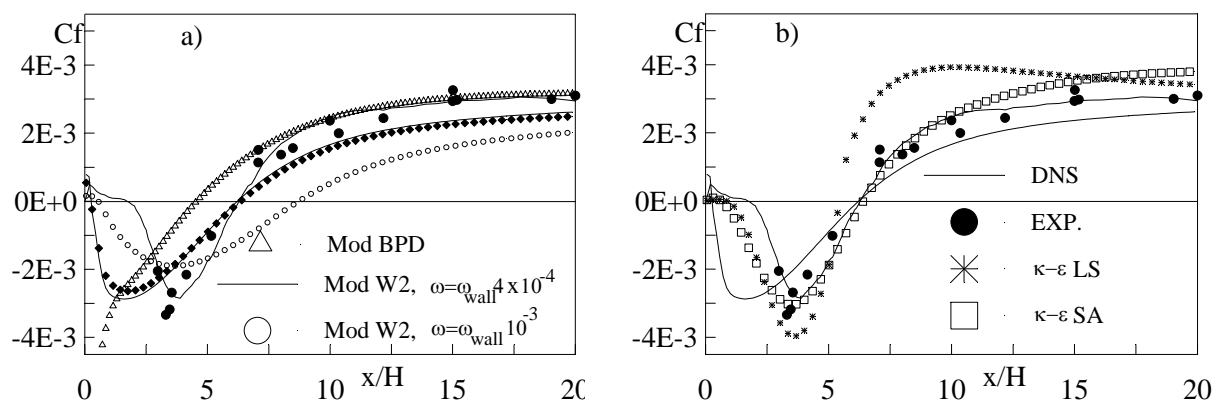 Cf
a)
4E-3
2E-3
0E+0
-2E-3
-4E-3
Mod BPD
Mod W2, ω=ω_wall 4x10^-4
Mod W2, ω=ω_wall 10^-3
0 5 10 15 20
x/H
Cf
b)
4E-3
2E-3
0E+0
-2E-3
-4E-3
DNS
EXP.
κ−ε LS
κ−ε SA
0 5 10 15 20
x/H